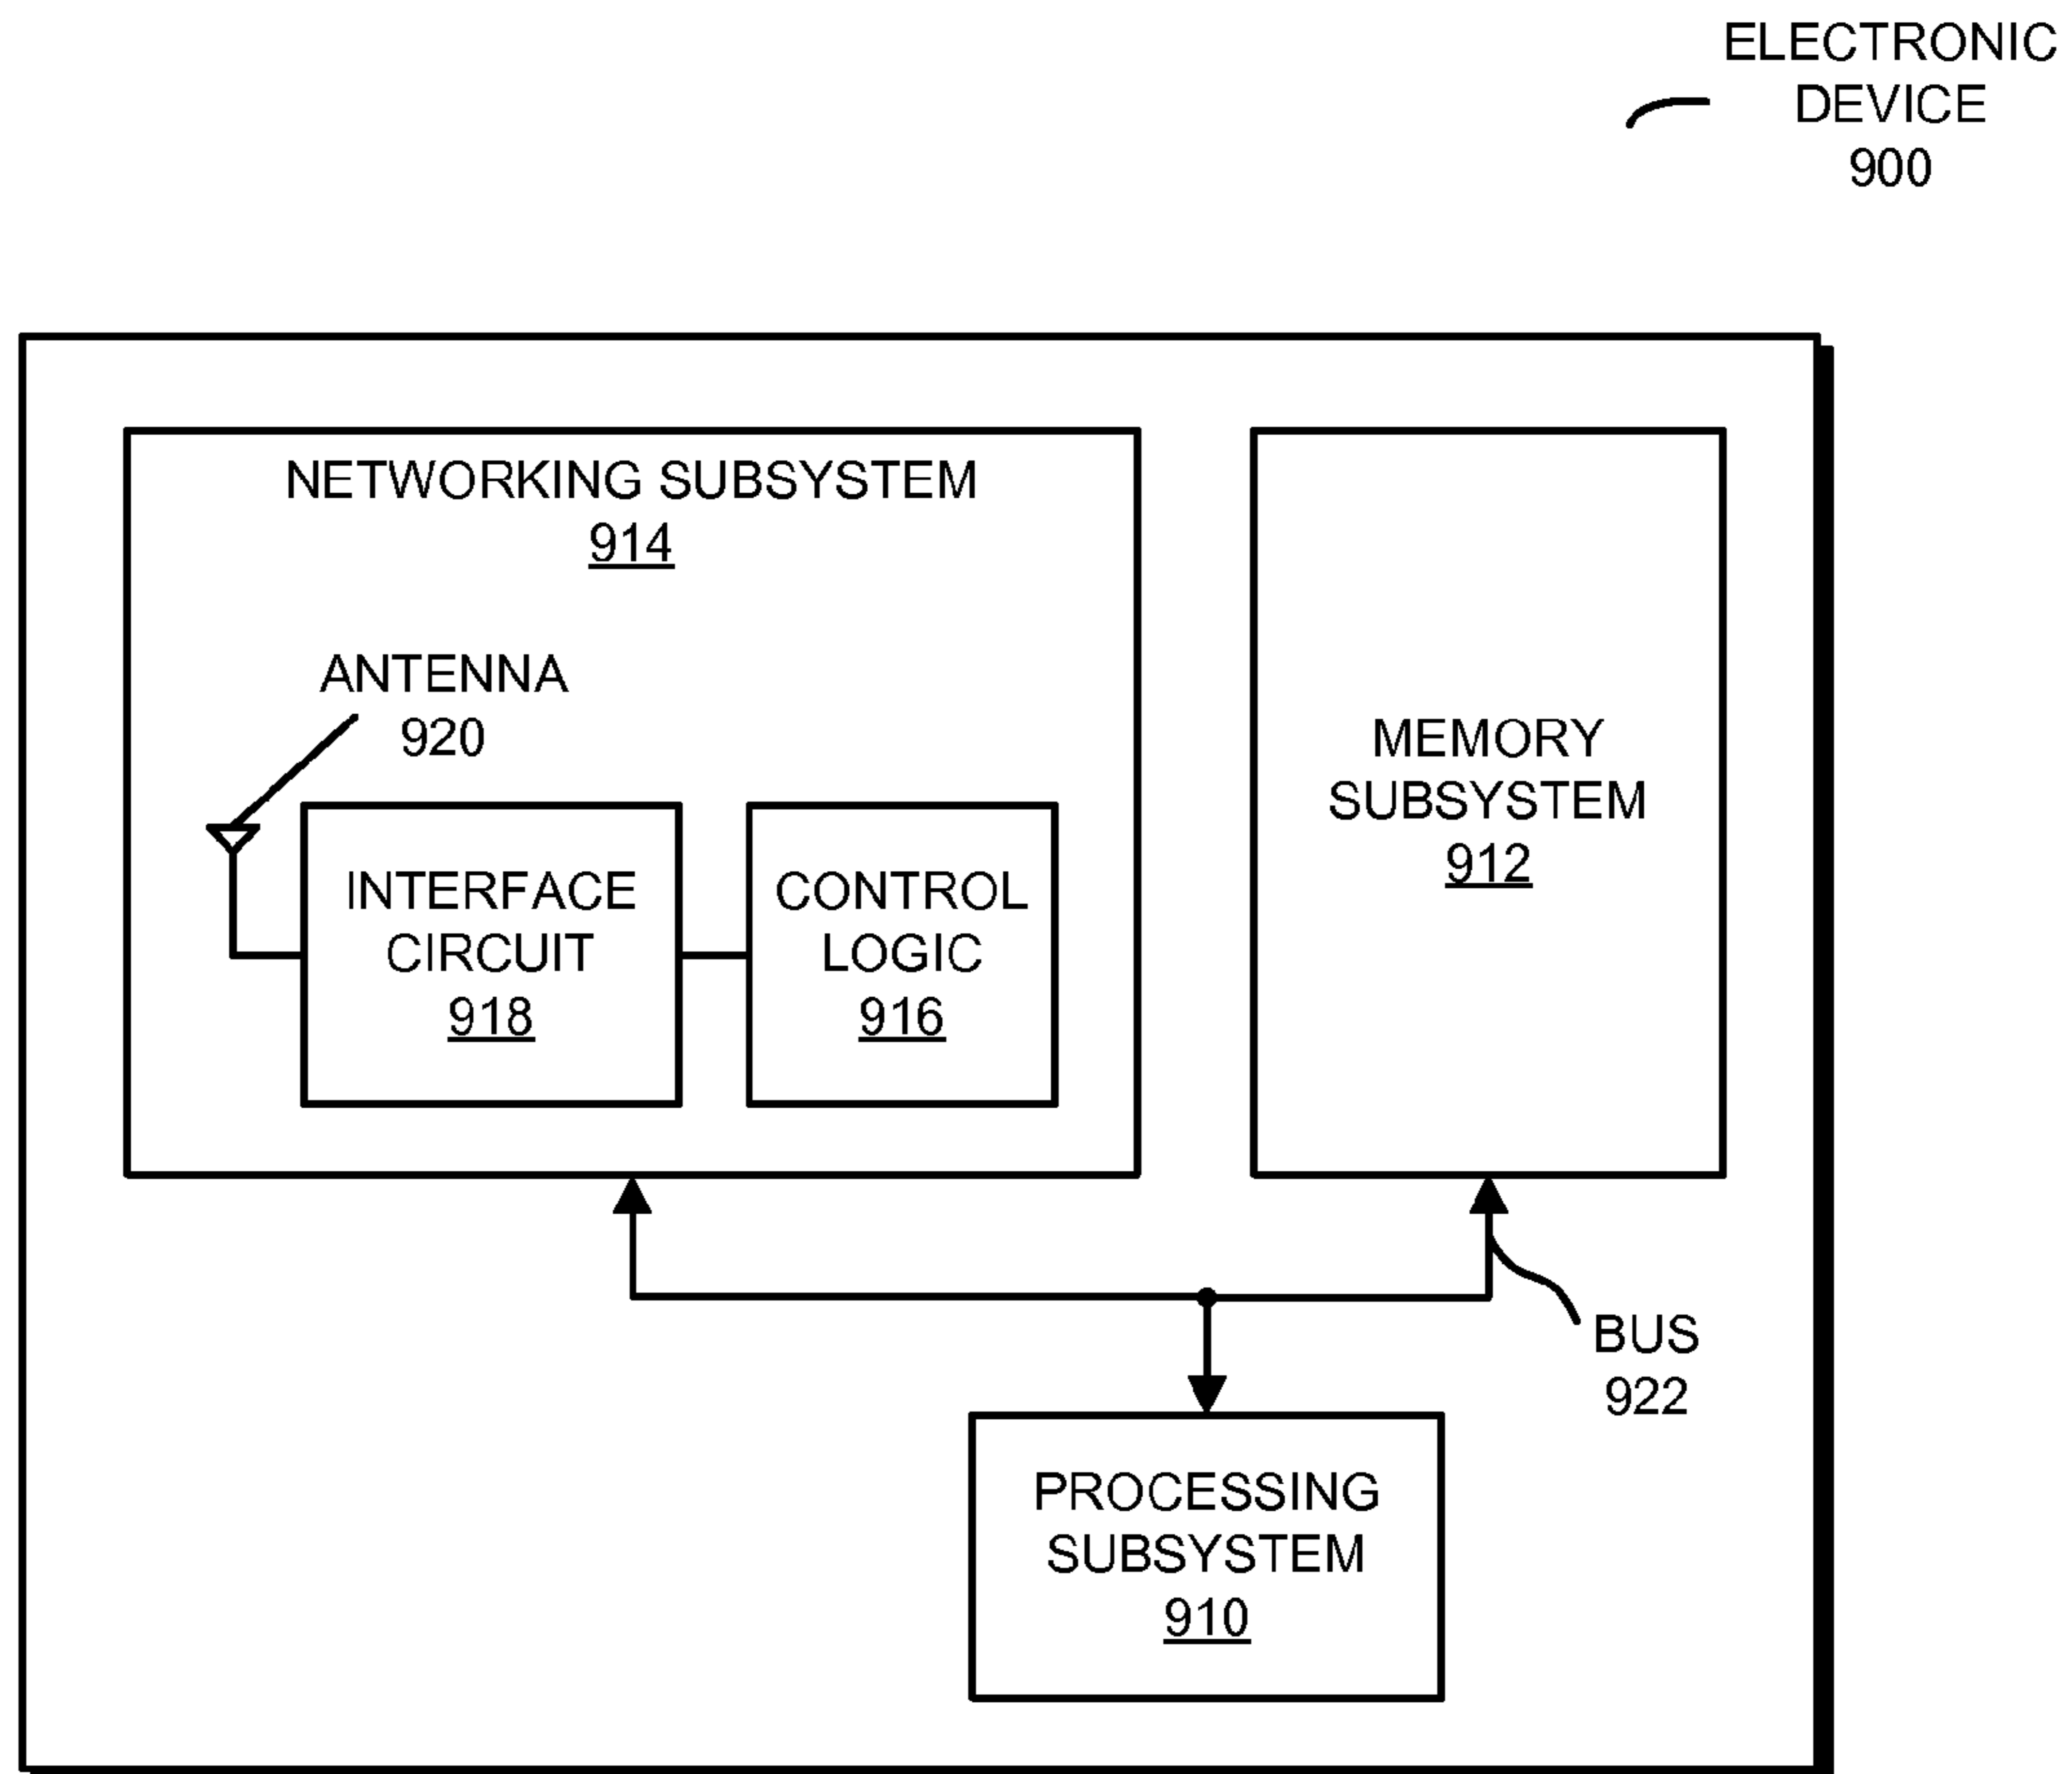 ELECTRONIC
DEVICE
900
NETWORKING SUBSYSTEM
914
ANTENNA
920
INTERFACE
CIRCUIT
918
CONTROL
LOGIC
916
MEMORY
SUBSYSTEM
912
BUS
922
PROCESSING
SUBSYSTEM
910